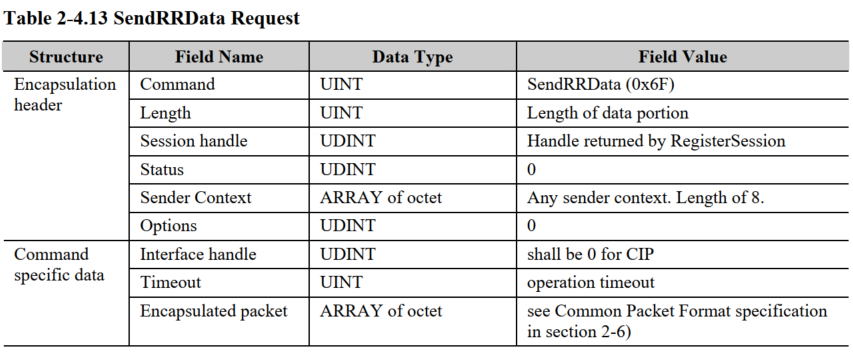 Table 2-4.13 SendRRData Request
Structure Field Name Data Type Field Value
Encapsulation header Command UINT SendRRData (0x6F)
Length UINT Length of data portion
Session handle UDINT Handle returned by RegisterSession
Status UDINT 0
Sender Context ARRAY of octet Any sender context. Length of 8.
Options UDINT 0
Command specific data Interface handle UDINT shall be 0 for CIP
Timeout UINT operation timeout
Encapsulated packet ARRAY of octet see Common Packet Format specification
in section 2-6)